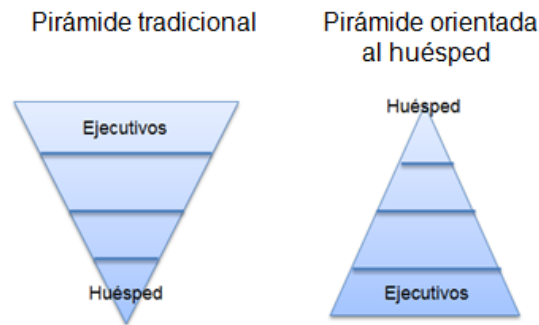 Pirámide tradicional
Pirámide orientada
al huésped
Ejecutivos
Huésped
Huésped
Ejecutivos